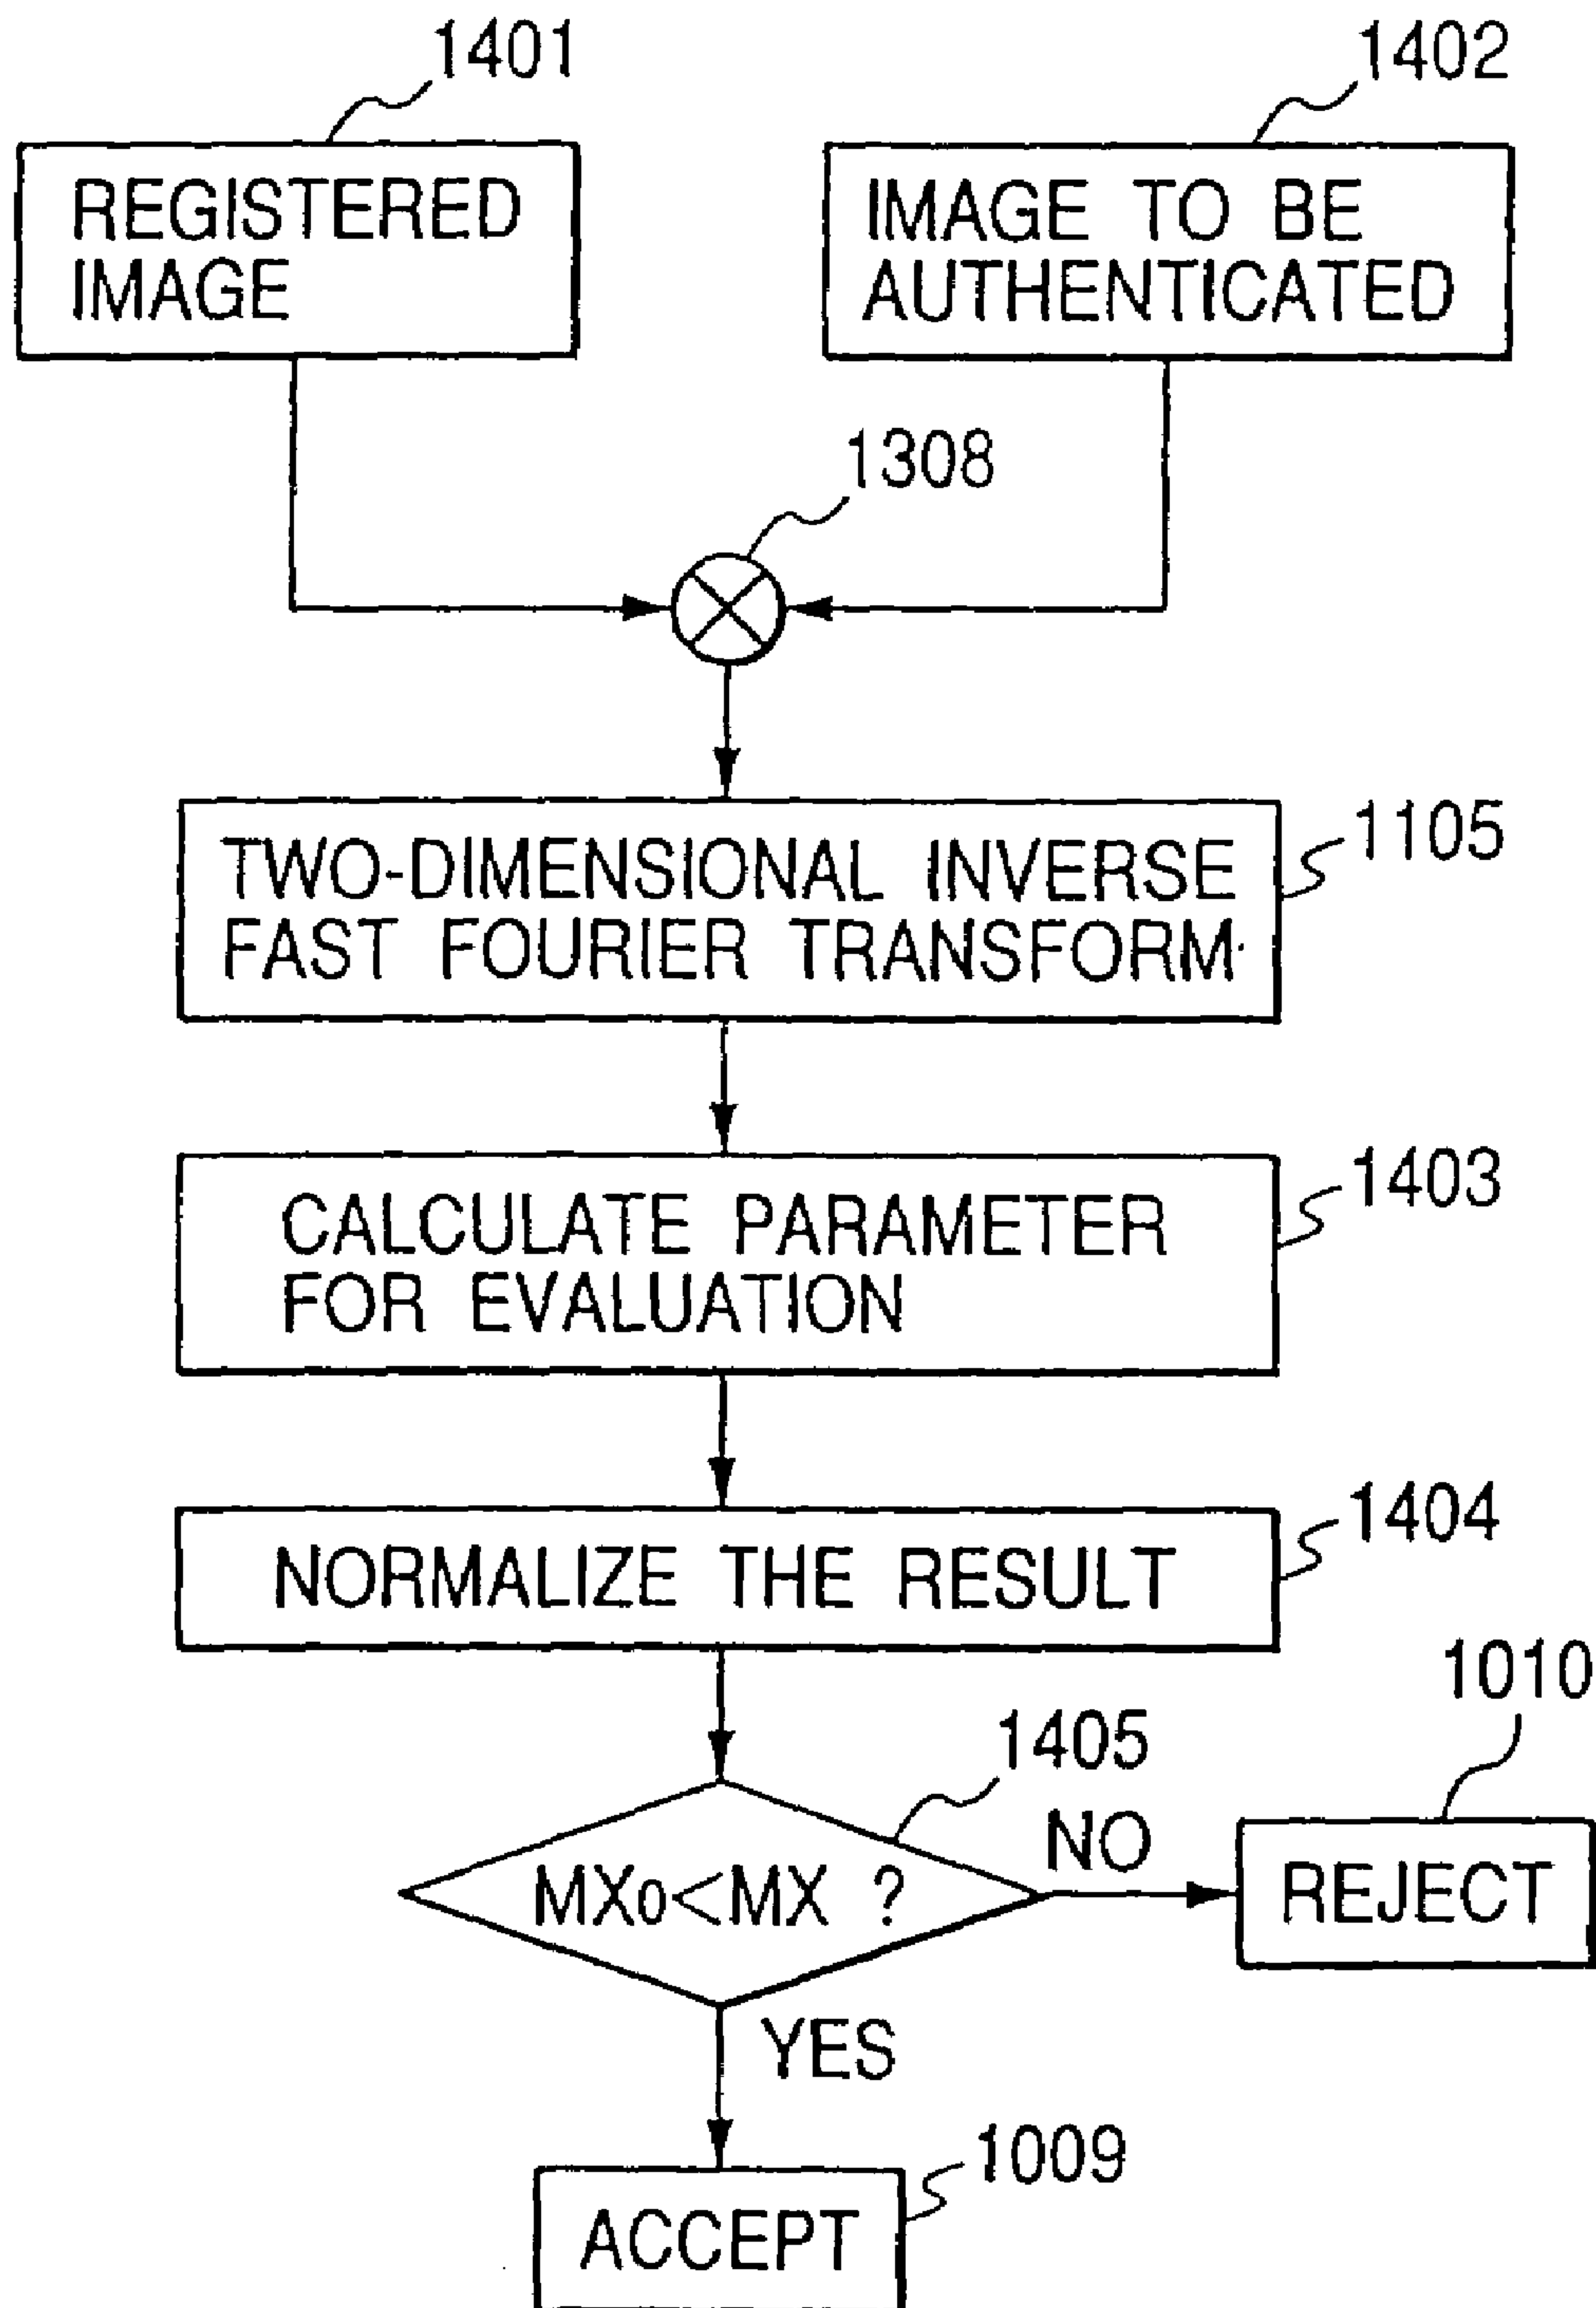 1401
1402
REGISTERED
IMAGE
IMAGE TO BE
AUTHENTICATED
1308
1105
TWO-DIMENSIONAL INVERSE
FAST FOURIER TRANSFORM
1403
CALCULATE PARAMETER
FOR EVALUATION
1404
NORMALIZE THE RESULT
1010
1405
NO
MX0<MX ?
REJECT
YES
1009
ACCEPT